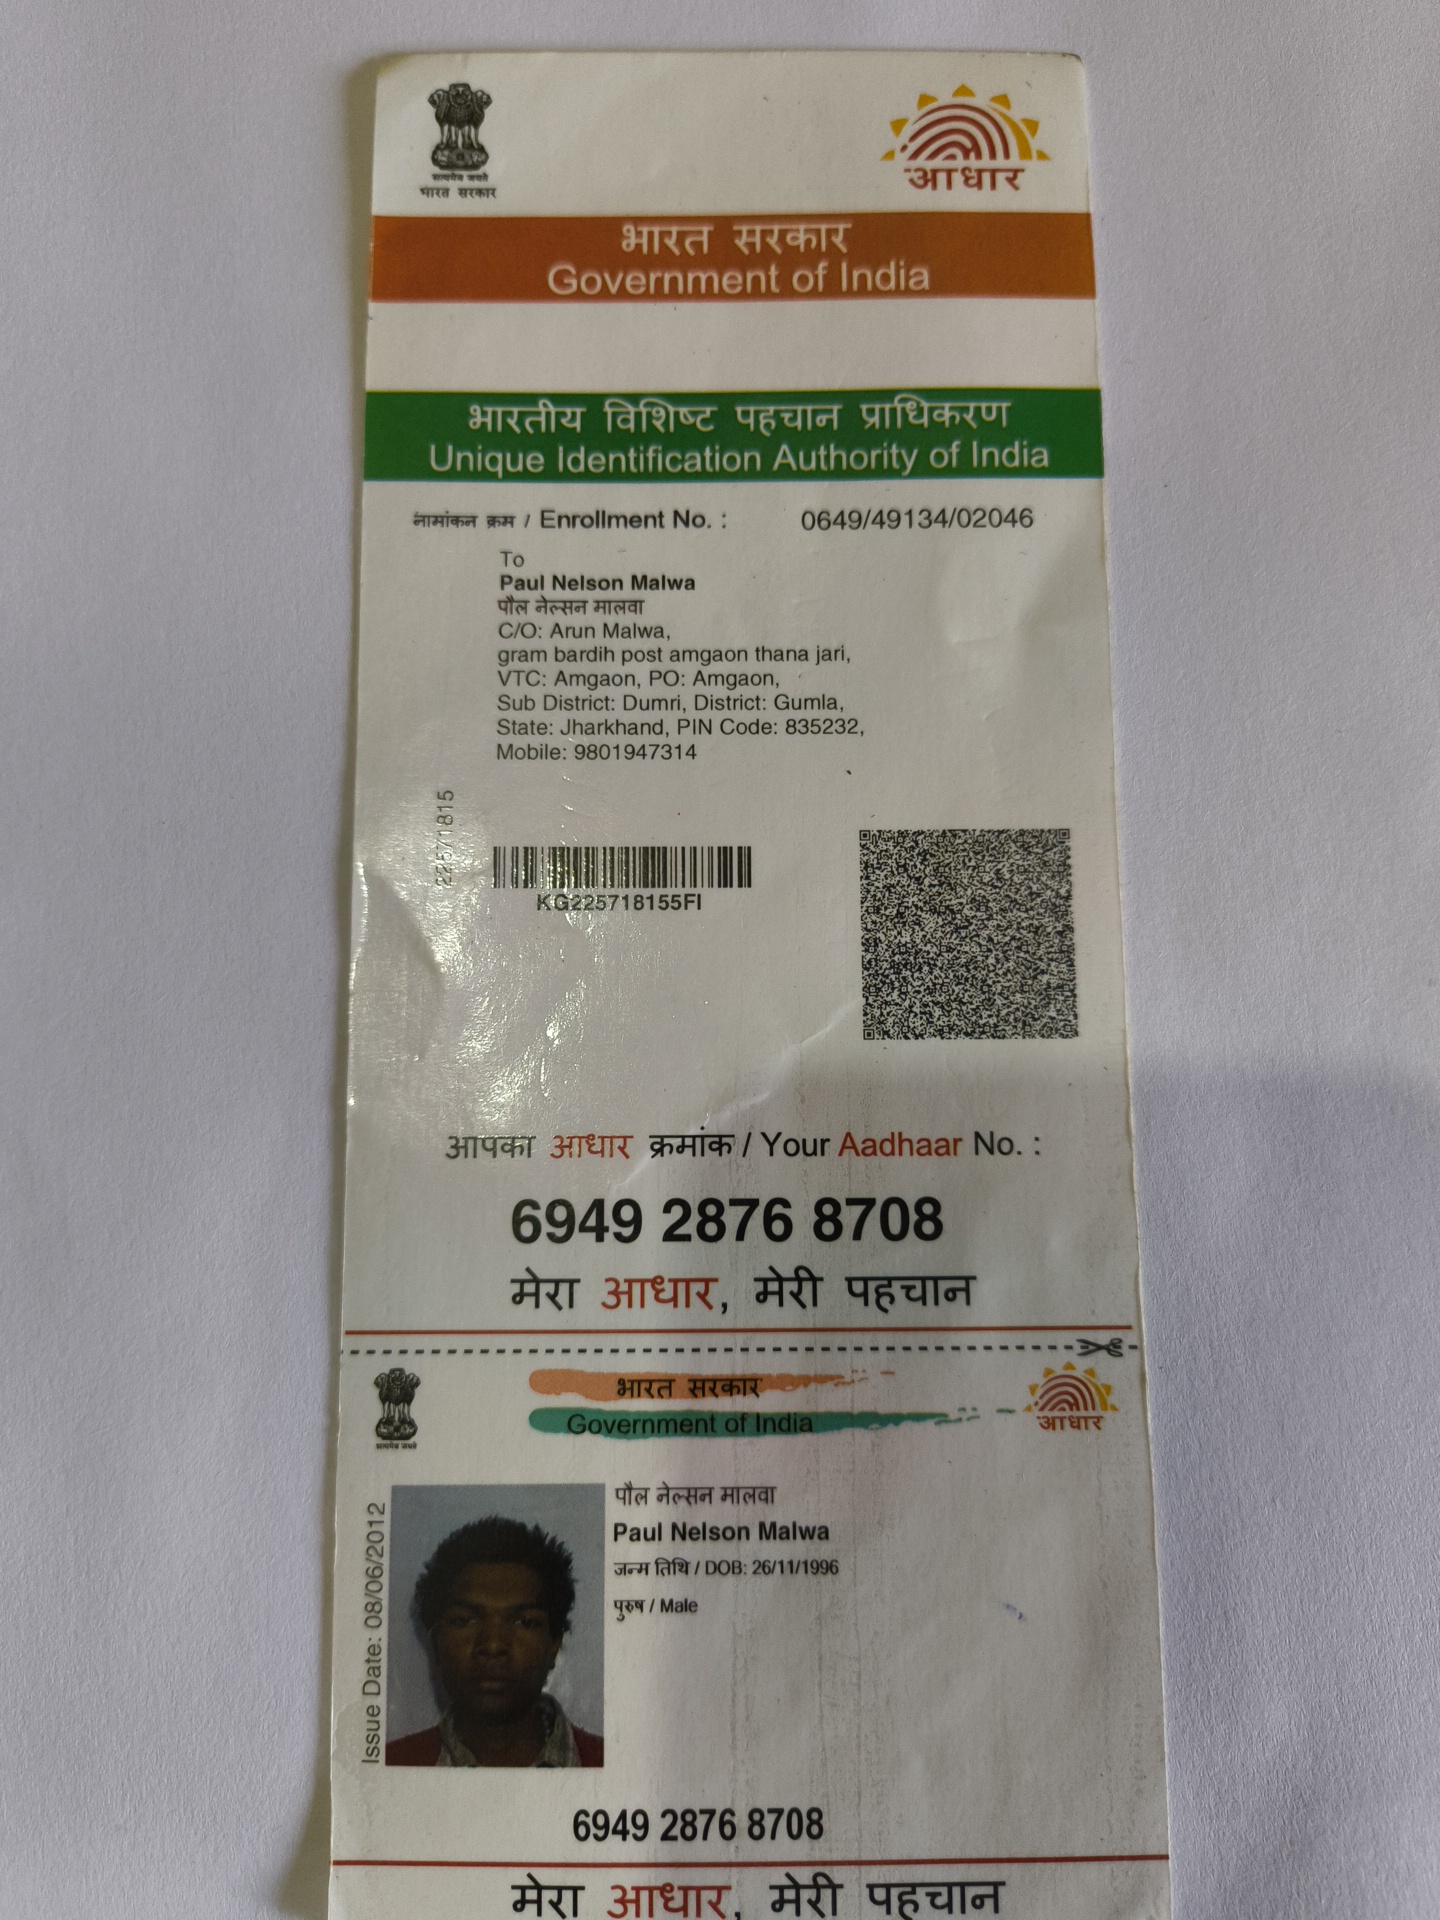 सत्यमेव जयते
भारत सरकार
आधार
भारत सरकार
Government of India
भारतीय विशिष्ट पहचान प्राधिकरण
Unique Identification Authority of India
नामांकन क्रम / Enrollment No. : 0649/49134/02046
To
Paul Nelson Malwa
पौल नेल्सन मालवा
C/O: Arun Malwa,
gram bardih post amgaon thana jari,
VTC: Amgaon, PO: Amgaon,
Sub District: Dumri, District: Gumla,
State: Jharkhand, PIN Code: 835232,
Mobile: 9801947314
22571815
KG225718155FI
आपका आधार क्रमांक / Your Aadhaar No. :
6949 2876 8708
मेरा आधार, मेरी पहचान
सत्यमेव जयते
भारत सरकार
Government of India
आधार
Issue Date: 08/06/2012
पौल नेल्सन मालवा
Paul Nelson Malwa
जन्म तिथि / DOB: 26/11/1996
पुरुष / Male
6949 2876 8708
मेरा आधार, मेरी पहचान